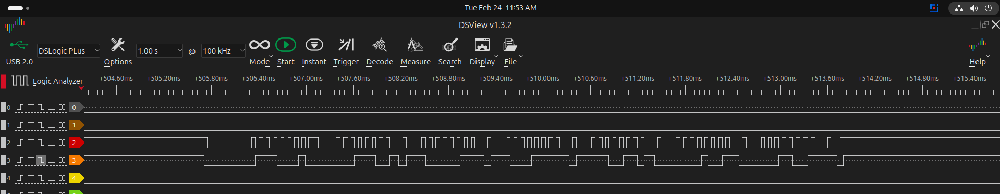 Tue Feb 24 11:53 AM
DSView v1.3.2
DSLogic PLus 1.00 s @ 100 kHz
USB 2.0 Options Mode Start Instant Trigger Decode Measure Search Display File Help
Logic Analyzer +504.60ms +505.20ms +505.80ms +506.40ms +507.00ms +507.60ms +508.20ms +508.80ms +509.40ms +510.00ms +510.60ms +511.20ms +511.80ms +512.40ms +513.00ms +513.60ms +514.20ms +514.80ms +515.40ms
0 0
1 1
2 2
3 3
4 4